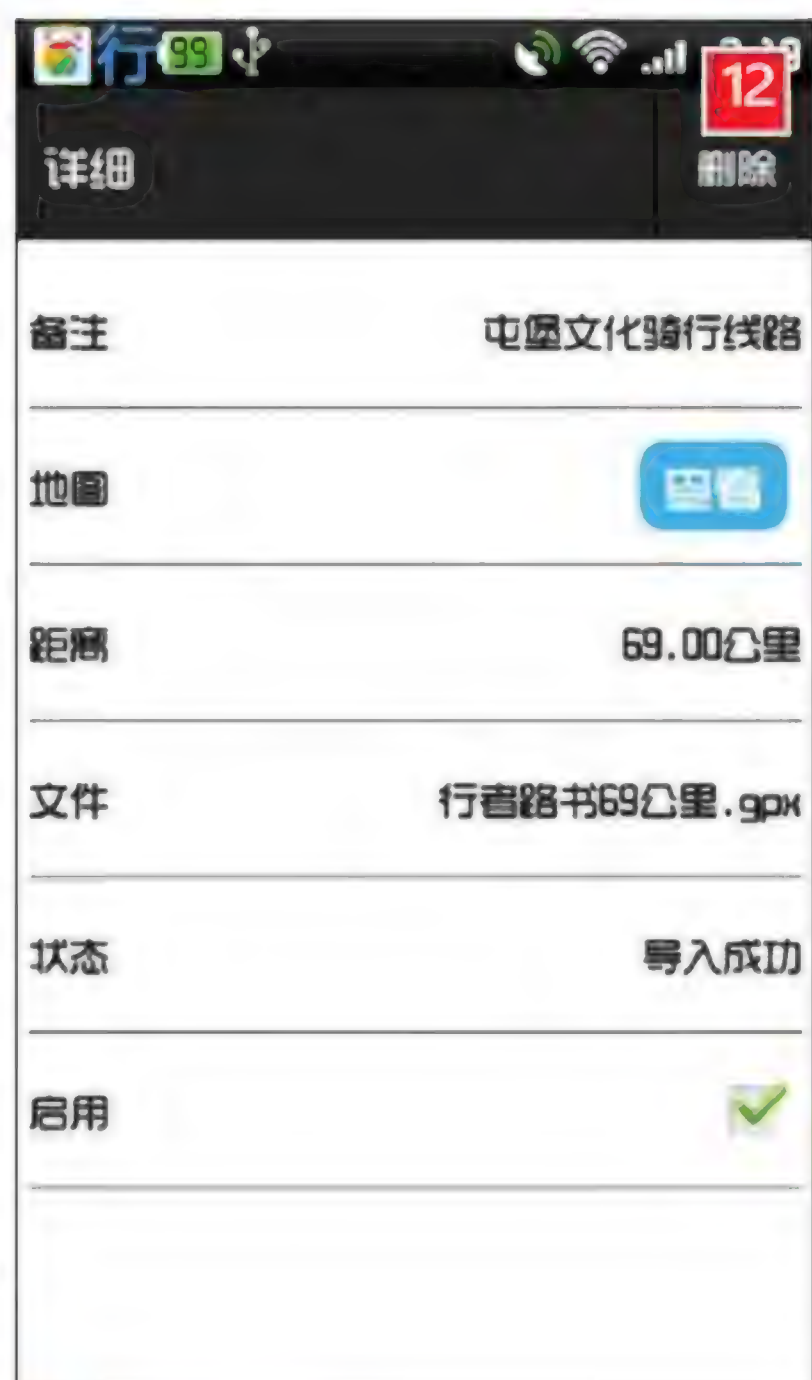 行 99
12
详细 删除
备注 屯堡文化骑行线路
地图 查看
距离 69.00公里
文件 行者路书69公里.gpx
状态 导入成功
启用